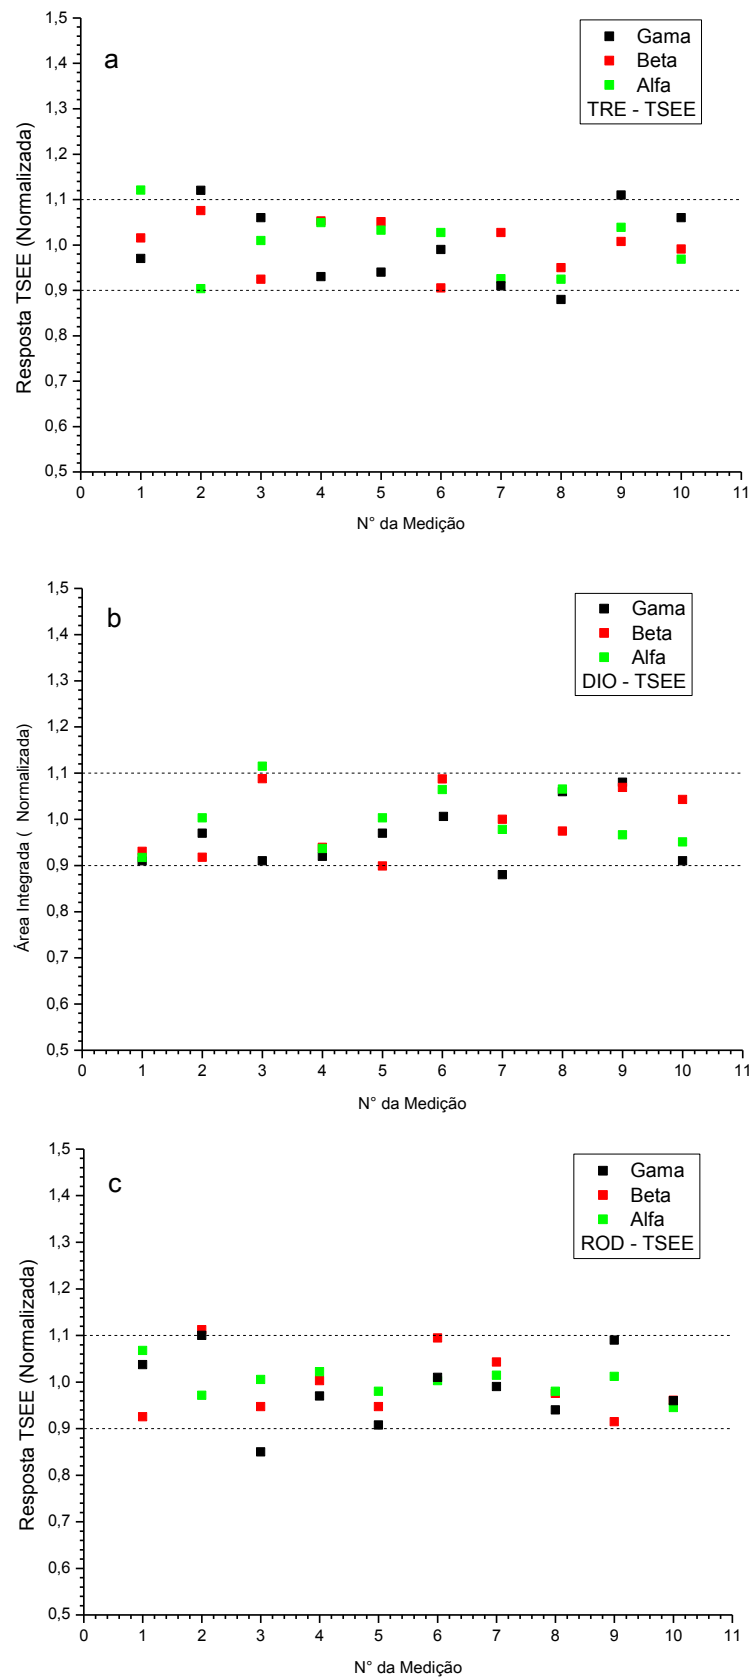 a
Gama
Beta
Alfa
TRE - TSEE
Resposta TSEE (Normalizada)
1,5
1,4
1,3
1,2
1,1
1,0
0,9
0,8
0,7
0,6
0,5
0 1 2 3 4 5 6 7 8 9 10 11
N° da Medição
b
Gama
Beta
Alfa
DIO - TSEE
Área Integrada ( Normalizada)
1,5
1,4
1,3
1,2
1,1
1,0
0,9
0,8
0,7
0,6
0,5
0 1 2 3 4 5 6 7 8 9 10 11
N° da Medição
c
Gama
Beta
Alfa
ROD - TSEE
Resposta TSEE (Normalizada)
1,5
1,4
1,3
1,2
1,1
1,0
0,9
0,8
0,7
0,6
0,5
0 1 2 3 4 5 6 7 8 9 10 11
N° da Medição